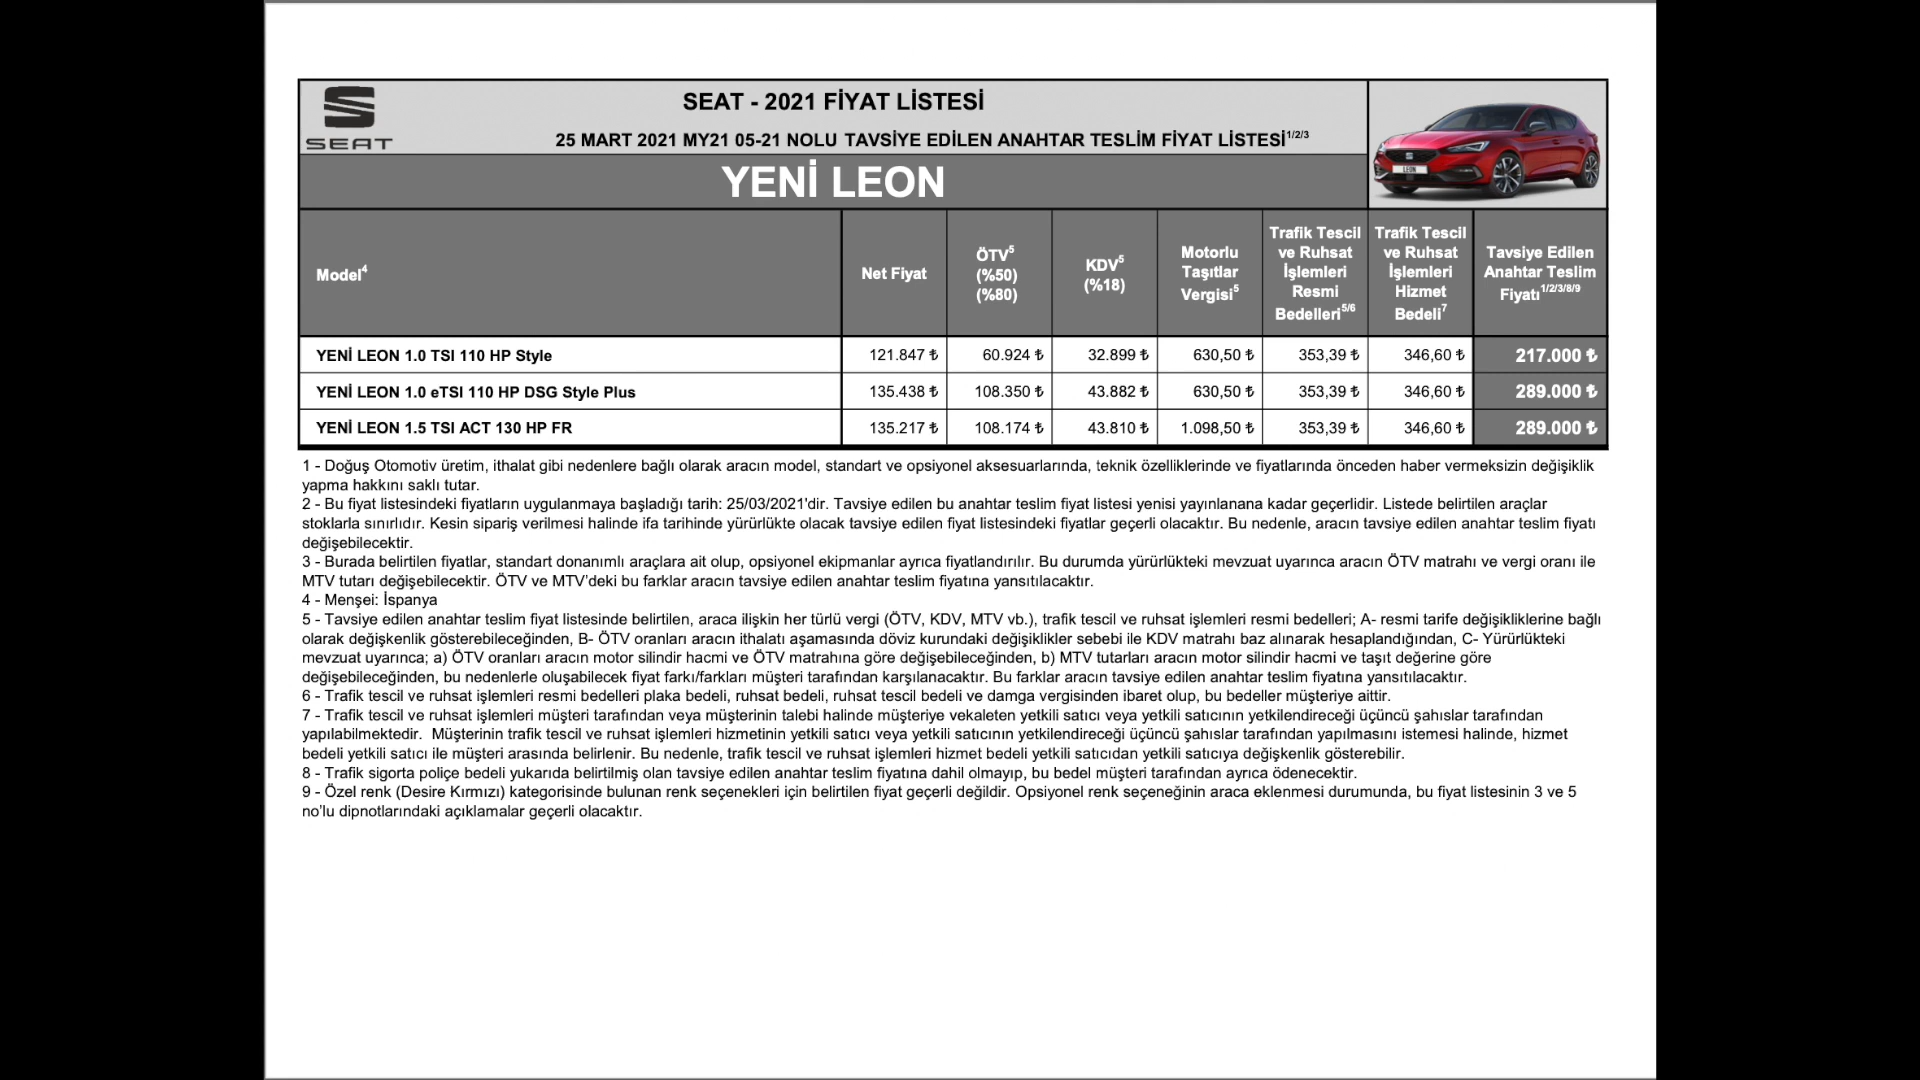 SEAT
SEAT - 2021 FİYAT LİSTESİ
25 MART 2021 MY21 05-21 NOLU TAVSİYE EDİLEN ANAHTAR TESLİM FİYAT LİSTESİ1/2/3
YENİ LEON
LEON
Model4
Net Fiyat
ÖTV5
(%50)
(%80)
KDV5
(%18)
Motorlu
Taşıtlar
Vergisi5
Trafik Tescil
ve Ruhsat
İşlemleri
Resmi
Bedelleri5/6
Trafik Tescil
ve Ruhsat
İşlemleri
Hizmet
Bedeli7
Tavsiye Edilen
Anahtar Teslim
Fiyatı1/2/3/8/9
YENİ LEON 1.0 TSI 110 HP Style 121.847 ₺ 60.924 ₺ 32.899 ₺ 630,50 ₺ 353,39 ₺ 346,60 ₺ 217.000 ₺
YENİ LEON 1.0 eTSI 110 HP DSG Style Plus 135.438 ₺ 108.350 ₺ 43.882 ₺ 630,50 ₺ 353,39 ₺ 346,60 ₺ 289.000 ₺
YENİ LEON 1.5 TSI ACT 130 HP FR 135.217 ₺ 108.174 ₺ 43.810 ₺ 1.098,50 ₺ 353,39 ₺ 346,60 ₺ 289.000 ₺
1 - Doğuş Otomotiv üretim, ithalat gibi nedenlere bağlı olarak aracın model, standart ve opsiyonel aksesuarlarında, teknik özelliklerinde ve fiyatlarında önceden haber vermeksizin değişiklik
yapma hakkını saklı tutar.
2 - Bu fiyat listesindeki fiyatların uygulanmaya başladığı tarih: 25/03/2021'dir. Tavsiye edilen bu anahtar teslim fiyat listesi yenisi yayınlanana kadar geçerlidir. Listede belirtilen araçlar
stoklarla sınırlıdır. Kesin sipariş verilmesi halinde ifa tarihinde yürürlükte olacak tavsiye edilen fiyat listesindeki fiyatlar geçerli olacaktır. Bu nedenle, aracın tavsiye edilen anahtar teslim fiyatı
değişebilecektir.
3 - Burada belirtilen fiyatlar, standart donanımlı araçlara ait olup, opsiyonel ekipmanlar ayrıca fiyatlandırılır. Bu durumda yürürlükteki mevzuat uyarınca aracın ÖTV matrahı ve vergi oranı ile
MTV tutarı değişebilecektir. ÖTV ve MTV'deki bu farklar aracın tavsiye edilen anahtar teslim fiyatına yansıtılacaktır.
4 - Menşei: İspanya
5 - Tavsiye edilen anahtar teslim fiyat listesinde belirtilen, araca ilişkin her türlü vergi (ÖTV, KDV, MTV vb.), trafik tescil ve ruhsat işlemleri resmi bedelleri; A- resmi tarife değişikliklerine bağlı
olarak değişkenlik gösterebileceğinden, B- ÖTV oranları aracın ithalatı aşamasında döviz kurundaki değişiklikler sebebi ile KDV matrahı baz alınarak hesaplandığından, C- Yürürlükteki
mevzuat uyarınca; a) ÖTV oranları aracın motor silindir hacmi ve ÖTV matrahına göre değişebileceğinden, b) MTV tutarları aracın motor silindir hacmi ve taşıt değerine göre
değişebileceğinden, bu nedenlerle oluşabilecek fiyat farkı/farkları müşteri tarafından karşılanacaktır. Bu farklar aracın tavsiye edilen anahtar teslim fiyatına yansıtılacaktır.
6 - Trafik tescil ve ruhsat işlemleri resmi bedelleri plaka bedeli, ruhsat bedeli, ruhsat tescil bedeli ve damga vergisinden ibaret olup, bu bedeller müşteriye aittir.
7 - Trafik tescil ve ruhsat işlemleri müşteri tarafından veya müşterinin talebi halinde müşteriye vekaleten yetkili satıcı veya yetkili satıcının yetkilendireceği üçüncü şahıslar tarafından
yapılabilmektedir.  Müşterinin trafik tescil ve ruhsat işlemleri hizmetinin yetkili satıcı veya yetkili satıcının yetkilendireceği üçüncü şahıslar tarafından yapılmasını istemesi halinde, hizmet
bedeli yetkili satıcı ile müşteri arasında belirlenir. Bu nedenle, trafik tescil ve ruhsat işlemleri hizmet bedeli yetkili satıcıdan yetkili satıcıya değişkenlik gösterebilir.
8 - Trafik sigorta poliçe bedeli yukarıda belirtilmiş olan tavsiye edilen anahtar teslim fiyatına dahil olmayıp, bu bedel müşteri tarafından ayrıca ödenecektir.
9 - Özel renk (Desire Kırmızı) kategorisinde bulunan renk seçenekleri için belirtilen fiyat geçerli değildir. Opsiyonel renk seçeneğinin araca eklenmesi durumunda, bu fiyat listesinin 3 ve 5
no'lu dipnotlarındaki açıklamalar geçerli olacaktır.